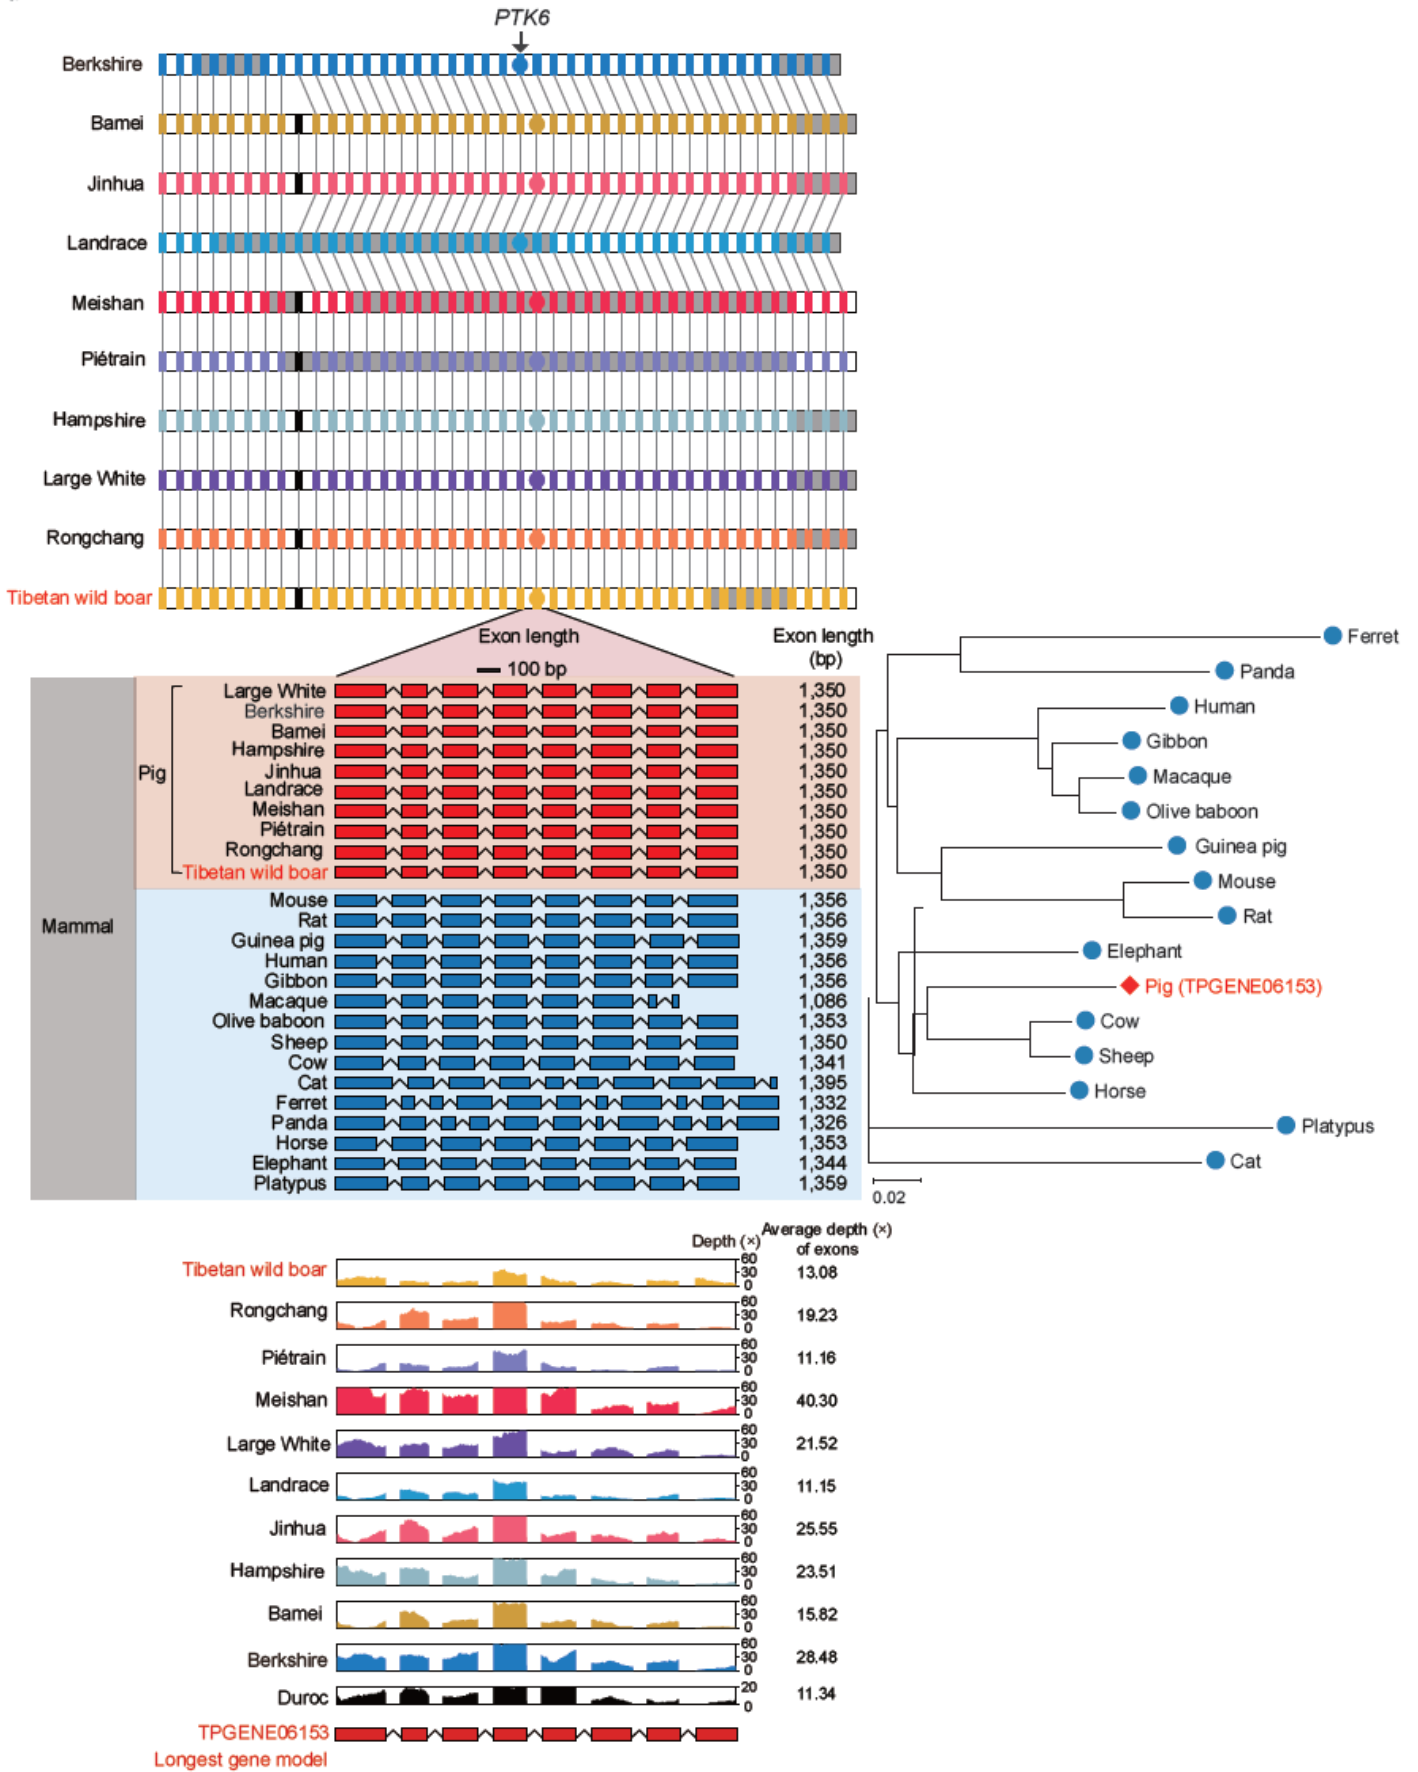 PTK6
Berkshire
Bamei
Jinhua
Landrace
Meishan
Piétrain
Hampshire
Large White
Rongchang
Tibetan wild boar
Exon length
100 bp
Exon length
(bp)
Mammal
Pig
Large White 1,350
Berkshire 1,350
Bamei 1,350
Hampshire 1,350
Jinhua 1,350
Landrace 1,350
Meishan 1,350
Piétrain 1,350
Rongchang 1,350
Tibetan wild boar 1,350
Mouse 1,356
Rat 1,356
Guinea pig 1,359
Human 1,356
Gibbon 1,356
Macaque 1,086
Olive baboon 1,353
Sheep 1,350
Cow 1,341
Cat 1,395
Ferret 1,332
Panda 1,326
Horse 1,353
Elephant 1,344
Platypus 1,359
Ferret
Panda
Human
Gibbon
Macaque
Olive baboon
Guinea pig
Mouse
Rat
Elephant
Pig (TPGENE06153)
Cow
Sheep
Horse
Platypus
Cat
0.02
Depth (×)
Average depth (×)
of exons
Tibetan wild boar 60 30 0 13.08
Rongchang 60 30 0 19.23
Piétrain 60 30 0 11.16
Meishan 60 30 0 40.30
Large White 60 30 0 21.52
Landrace 60 30 0 11.15
Jinhua 60 30 0 25.55
Hampshire 60 30 0 23.51
Bamei 60 30 0 15.82
Berkshire 60 30 0 28.48
Duroc 20 0 11.34
TPGENE06153
Longest gene model